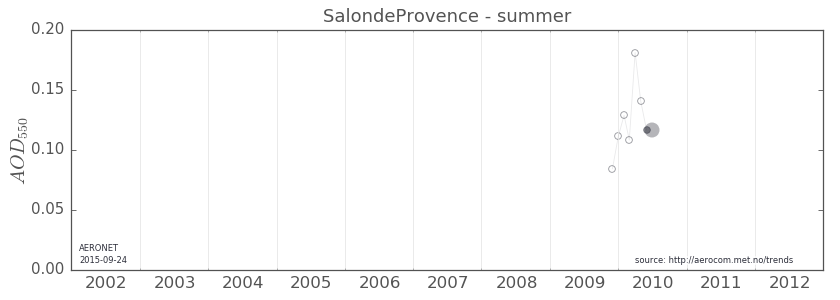 SalondeProvence - summer
0.20
0.15
0.10
0.05
0.00
AOD550
AERONET
2015-09-24
source: http://aerocom.met.no/trends
2002 2003 2004 2005 2006 2007 2008 2009 2010 2011 2012